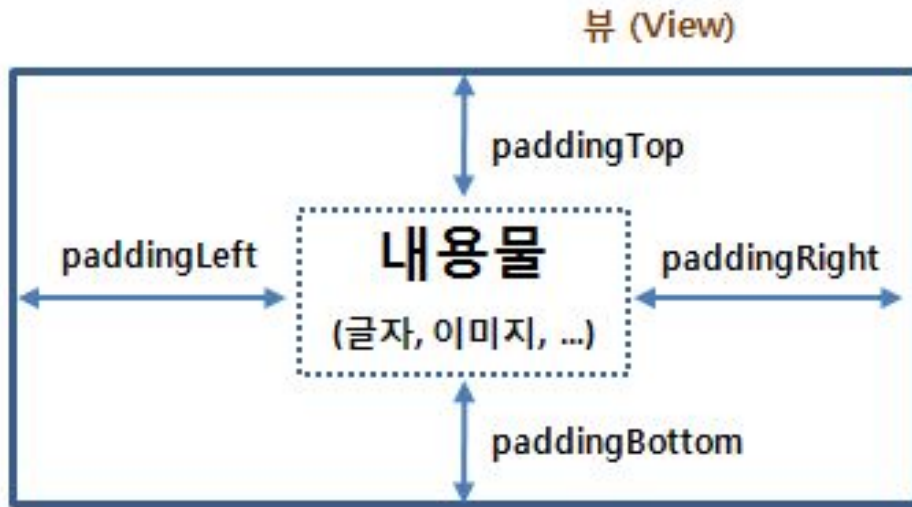 뷰 (View)
paddingTop
paddingLeft
내용물
paddingRight
(글자, 이미지, ...)
paddingBottom